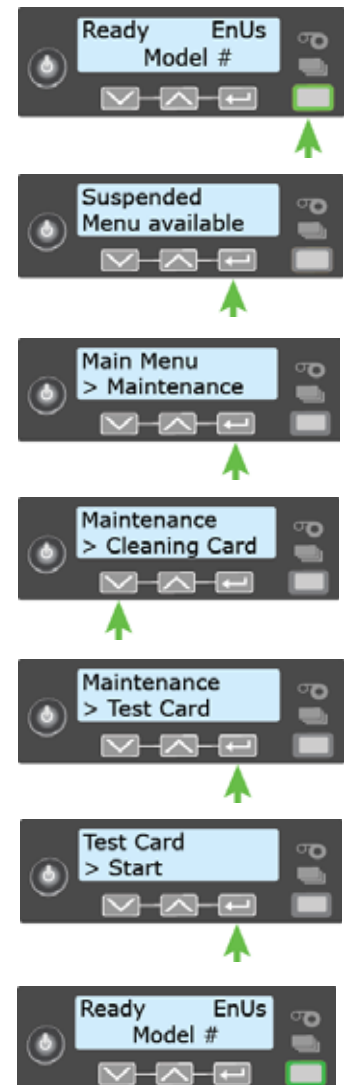 Ready EnUs
Model #
Suspended
Menu available
Main Menu
> Maintenance
Maintenance
> Cleaning Card
Maintenance
> Test Card
Test Card
> Start
Ready EnUs
Model #